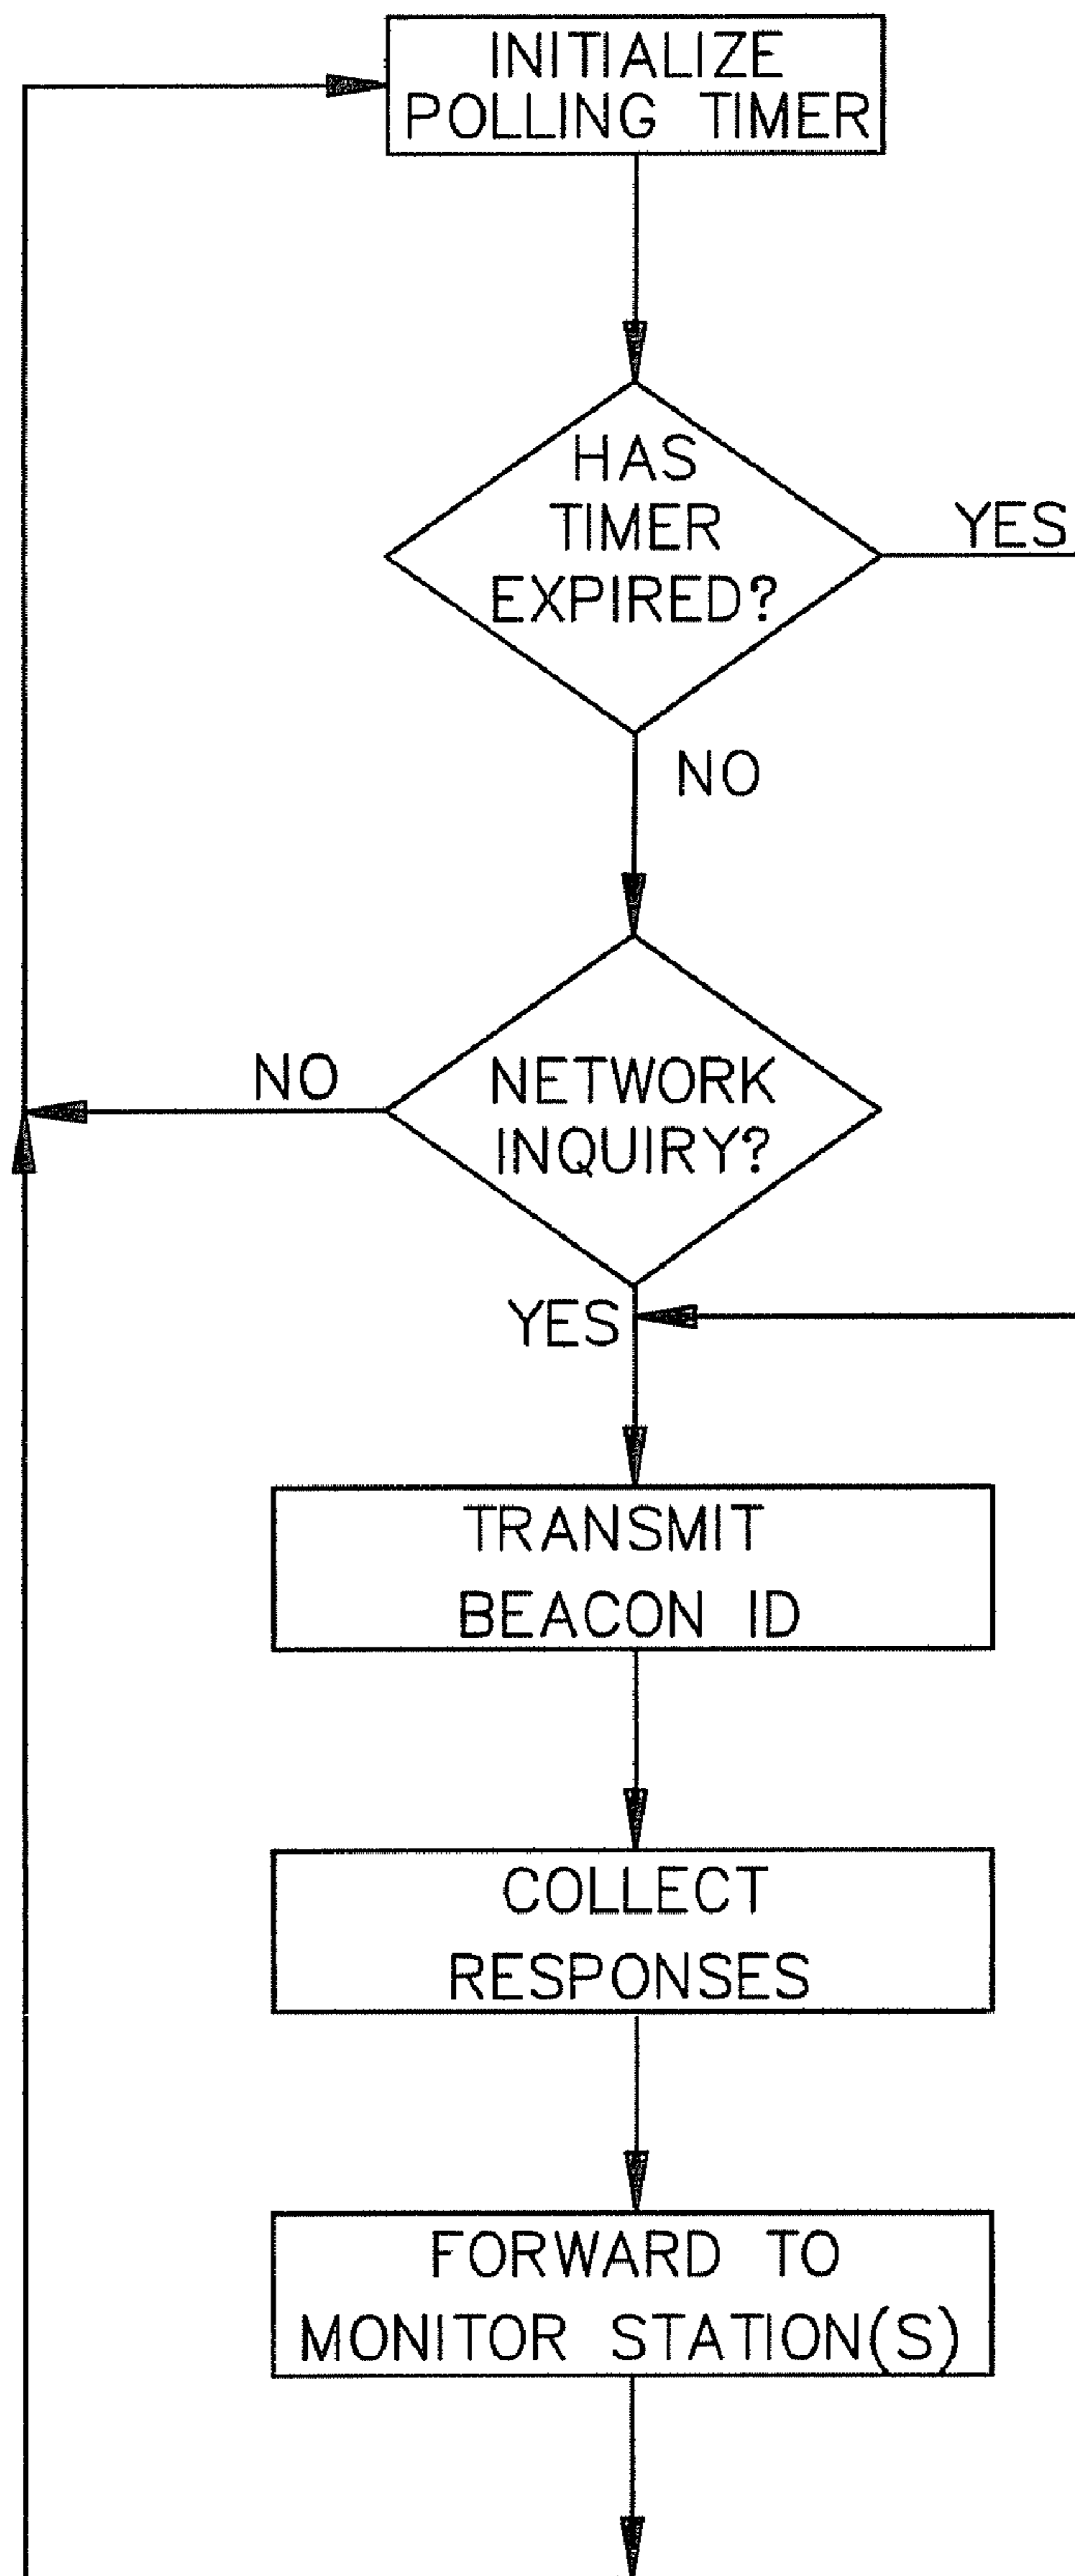 INITIALIZE
POLLING TIMER
HAS
TIMER
EXPIRED?
YES
NO
NETWORK
INQUIRY?
NO
YES
TRANSMIT
BEACON ID
COLLECT
RESPONSES
FORWARD TO
MONITOR STATION(S)